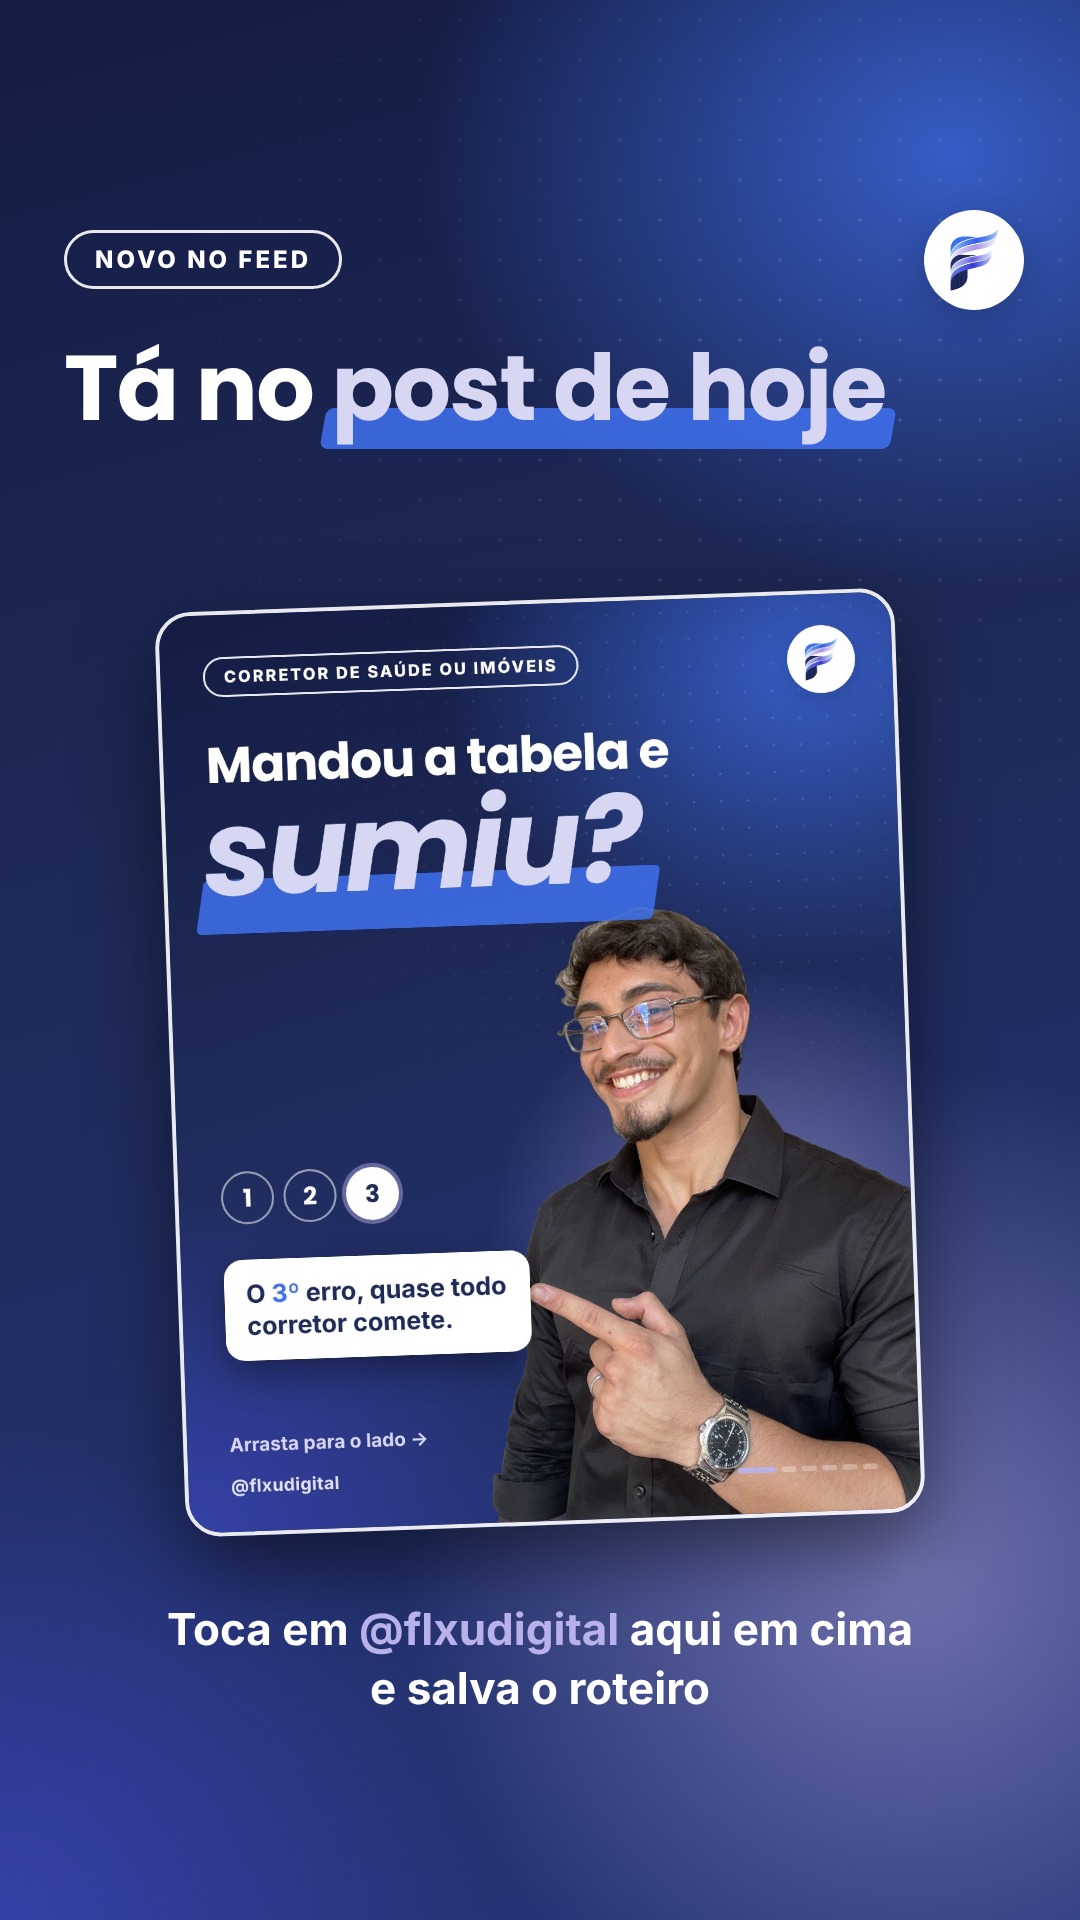 NOVO NO FEED
Tá no post de hoje
CORRETOR DE SAÚDE OU IMÓVEIS
Mandou a tabela e
sumiu?
1 2 3
O 3º erro, quase todo
corretor comete.
Arrasta para o lado →
@flxudigital
Toca em @flxudigital aqui em cima
e salva o roteiro